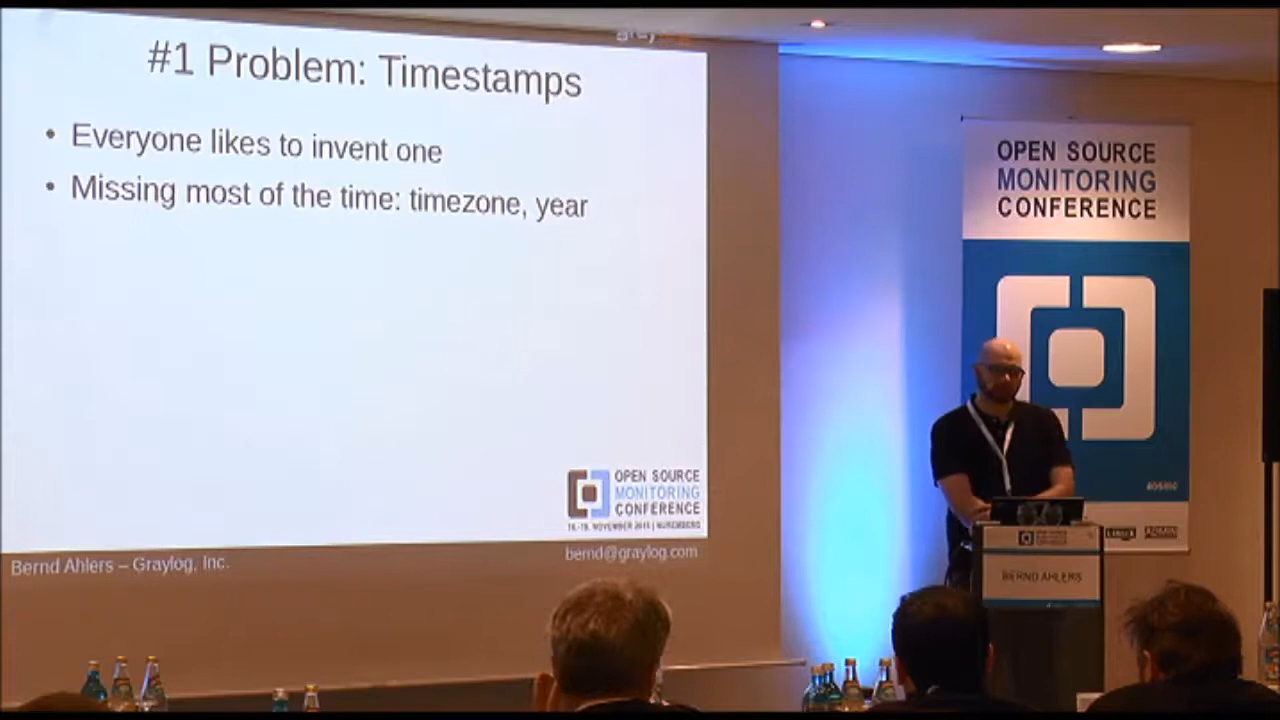 #1 Problem: Timestamps
• Everyone likes to invent one
• Missing most of the time: timezone, year
OPEN SOURCE
MONITORING
CONFERENCE
Bernd Ahlers – Graylog, Inc.
bernd@graylog.com
OPEN SOURCE
MONITORING
CONFERENCE
BERND AHLERS